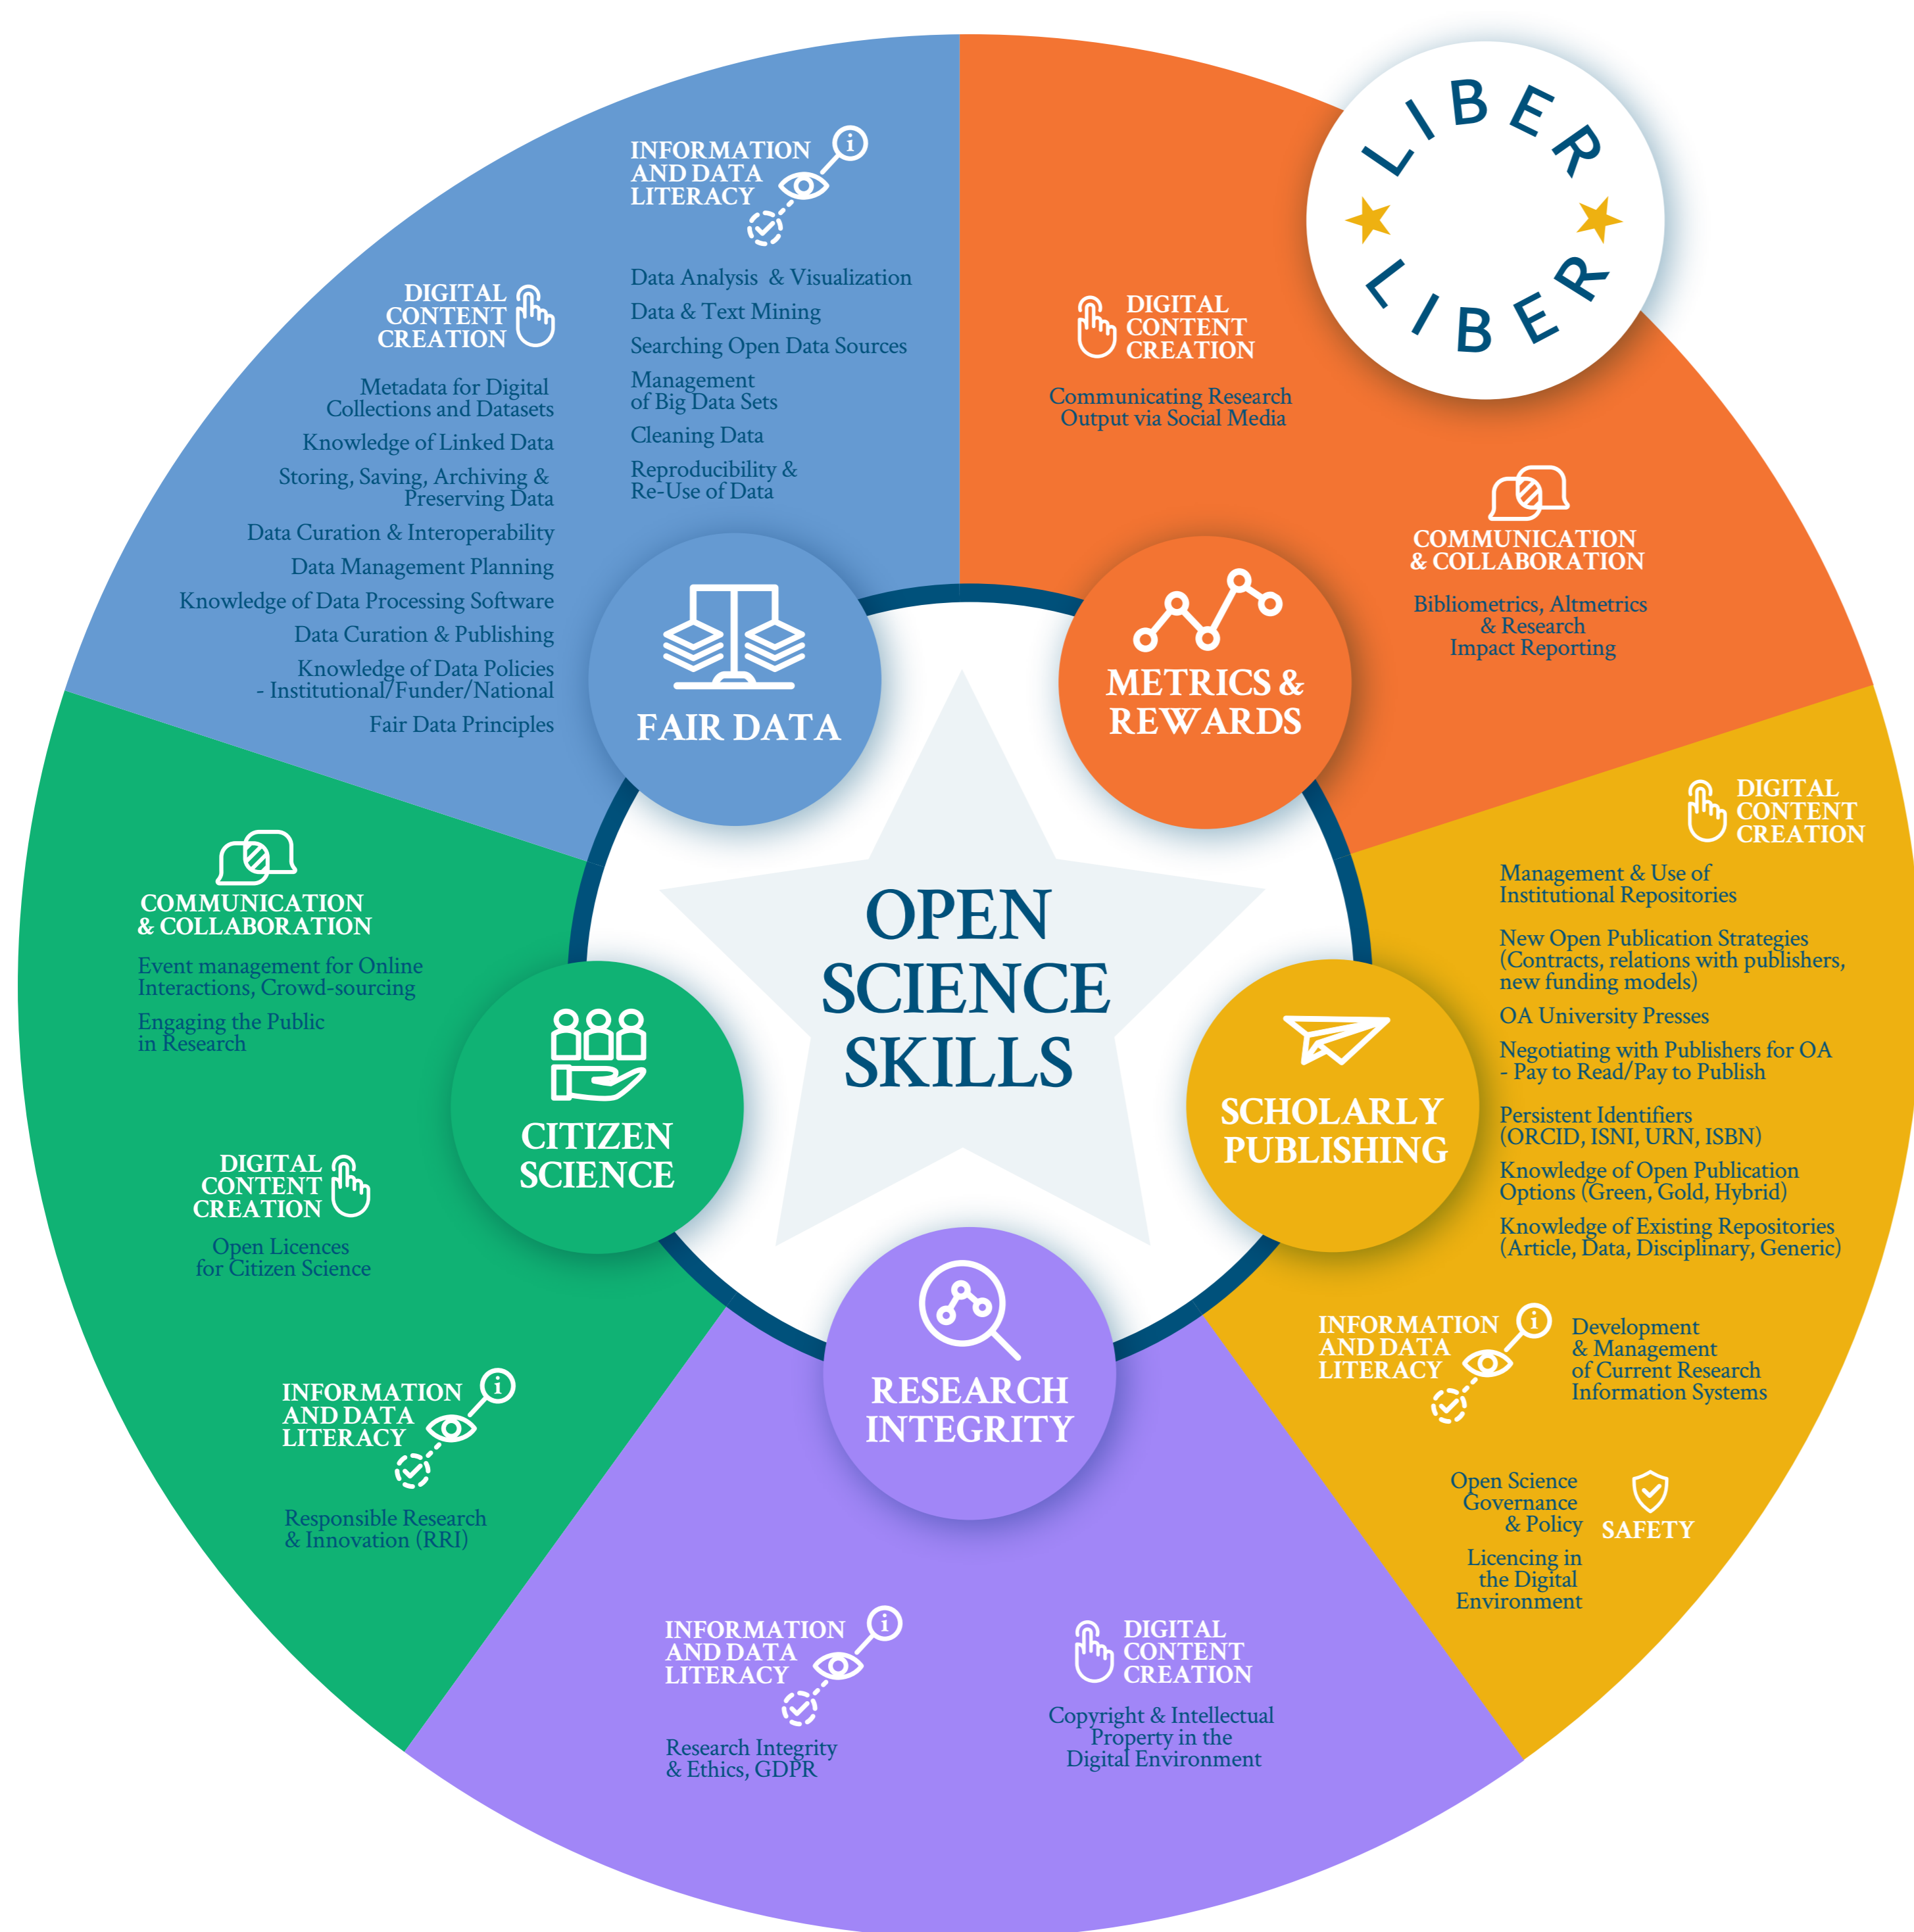 LIBER
LIBER
INFORMATION
AND DATA
LITERACY
Data Analysis & Visualization
Data & Text Mining
Searching Open Data Sources
Management
of Big Data Sets
Cleaning Data
Reproducibility &
Re-Use of Data
DIGITAL
CONTENT
CREATION
Metadata for Digital
Collections and Datasets
Knowledge of Linked Data
Storing, Saving, Archiving &
Preserving Data
Data Curation & Interoperability
Data Management Planning
Knowledge of Data Processing Software
Data Curation & Publishing
Knowledge of Data Policies
- Institutional/Funder/National
Fair Data Principles
FAIR DATA
DIGITAL
CONTENT
CREATION
Communicating Research
Output via Social Media
COMMUNICATION
& COLLABORATION
Bibliometrics, Altmetrics
& Research
Impact Reporting
METRICS &
REWARDS
OPEN
SCIENCE
SKILLS
DIGITAL
CONTENT
CREATION
Management & Use of
Institutional Repositories
New Open Publication Strategies
(Contracts, relations with publishers,
new funding models)
OA University Presses
Negotiating with Publishers for OA
- Pay to Read/Pay to Publish
Persistent Identifiers
(ORCID, ISNI, URN, ISBN)
Knowledge of Open Publication
Options (Green, Gold, Hybrid)
Knowledge of Existing Repositories
(Article, Data, Disciplinary, Generic)
SCHOLARLY
PUBLISHING
INFORMATION
AND DATA
LITERACY
Development
& Management
of Current Research
Information Systems
Open Science
Governance
& Policy
Licencing in
the Digital
Environment
SAFETY
COMMUNICATION
& COLLABORATION
Event management for Online
Interactions, Crowd-sourcing
Engaging the Public
in Research
CITIZEN
SCIENCE
DIGITAL
CONTENT
CREATION
Open Licences
for Citizen Science
INFORMATION
AND DATA
LITERACY
Responsible Research
& Innovation (RRI)
RESEARCH
INTEGRITY
INFORMATION
AND DATA
LITERACY
Research Integrity
& Ethics, GDPR
DIGITAL
CONTENT
CREATION
Copyright & Intellectual
Property in the
Digital Environment